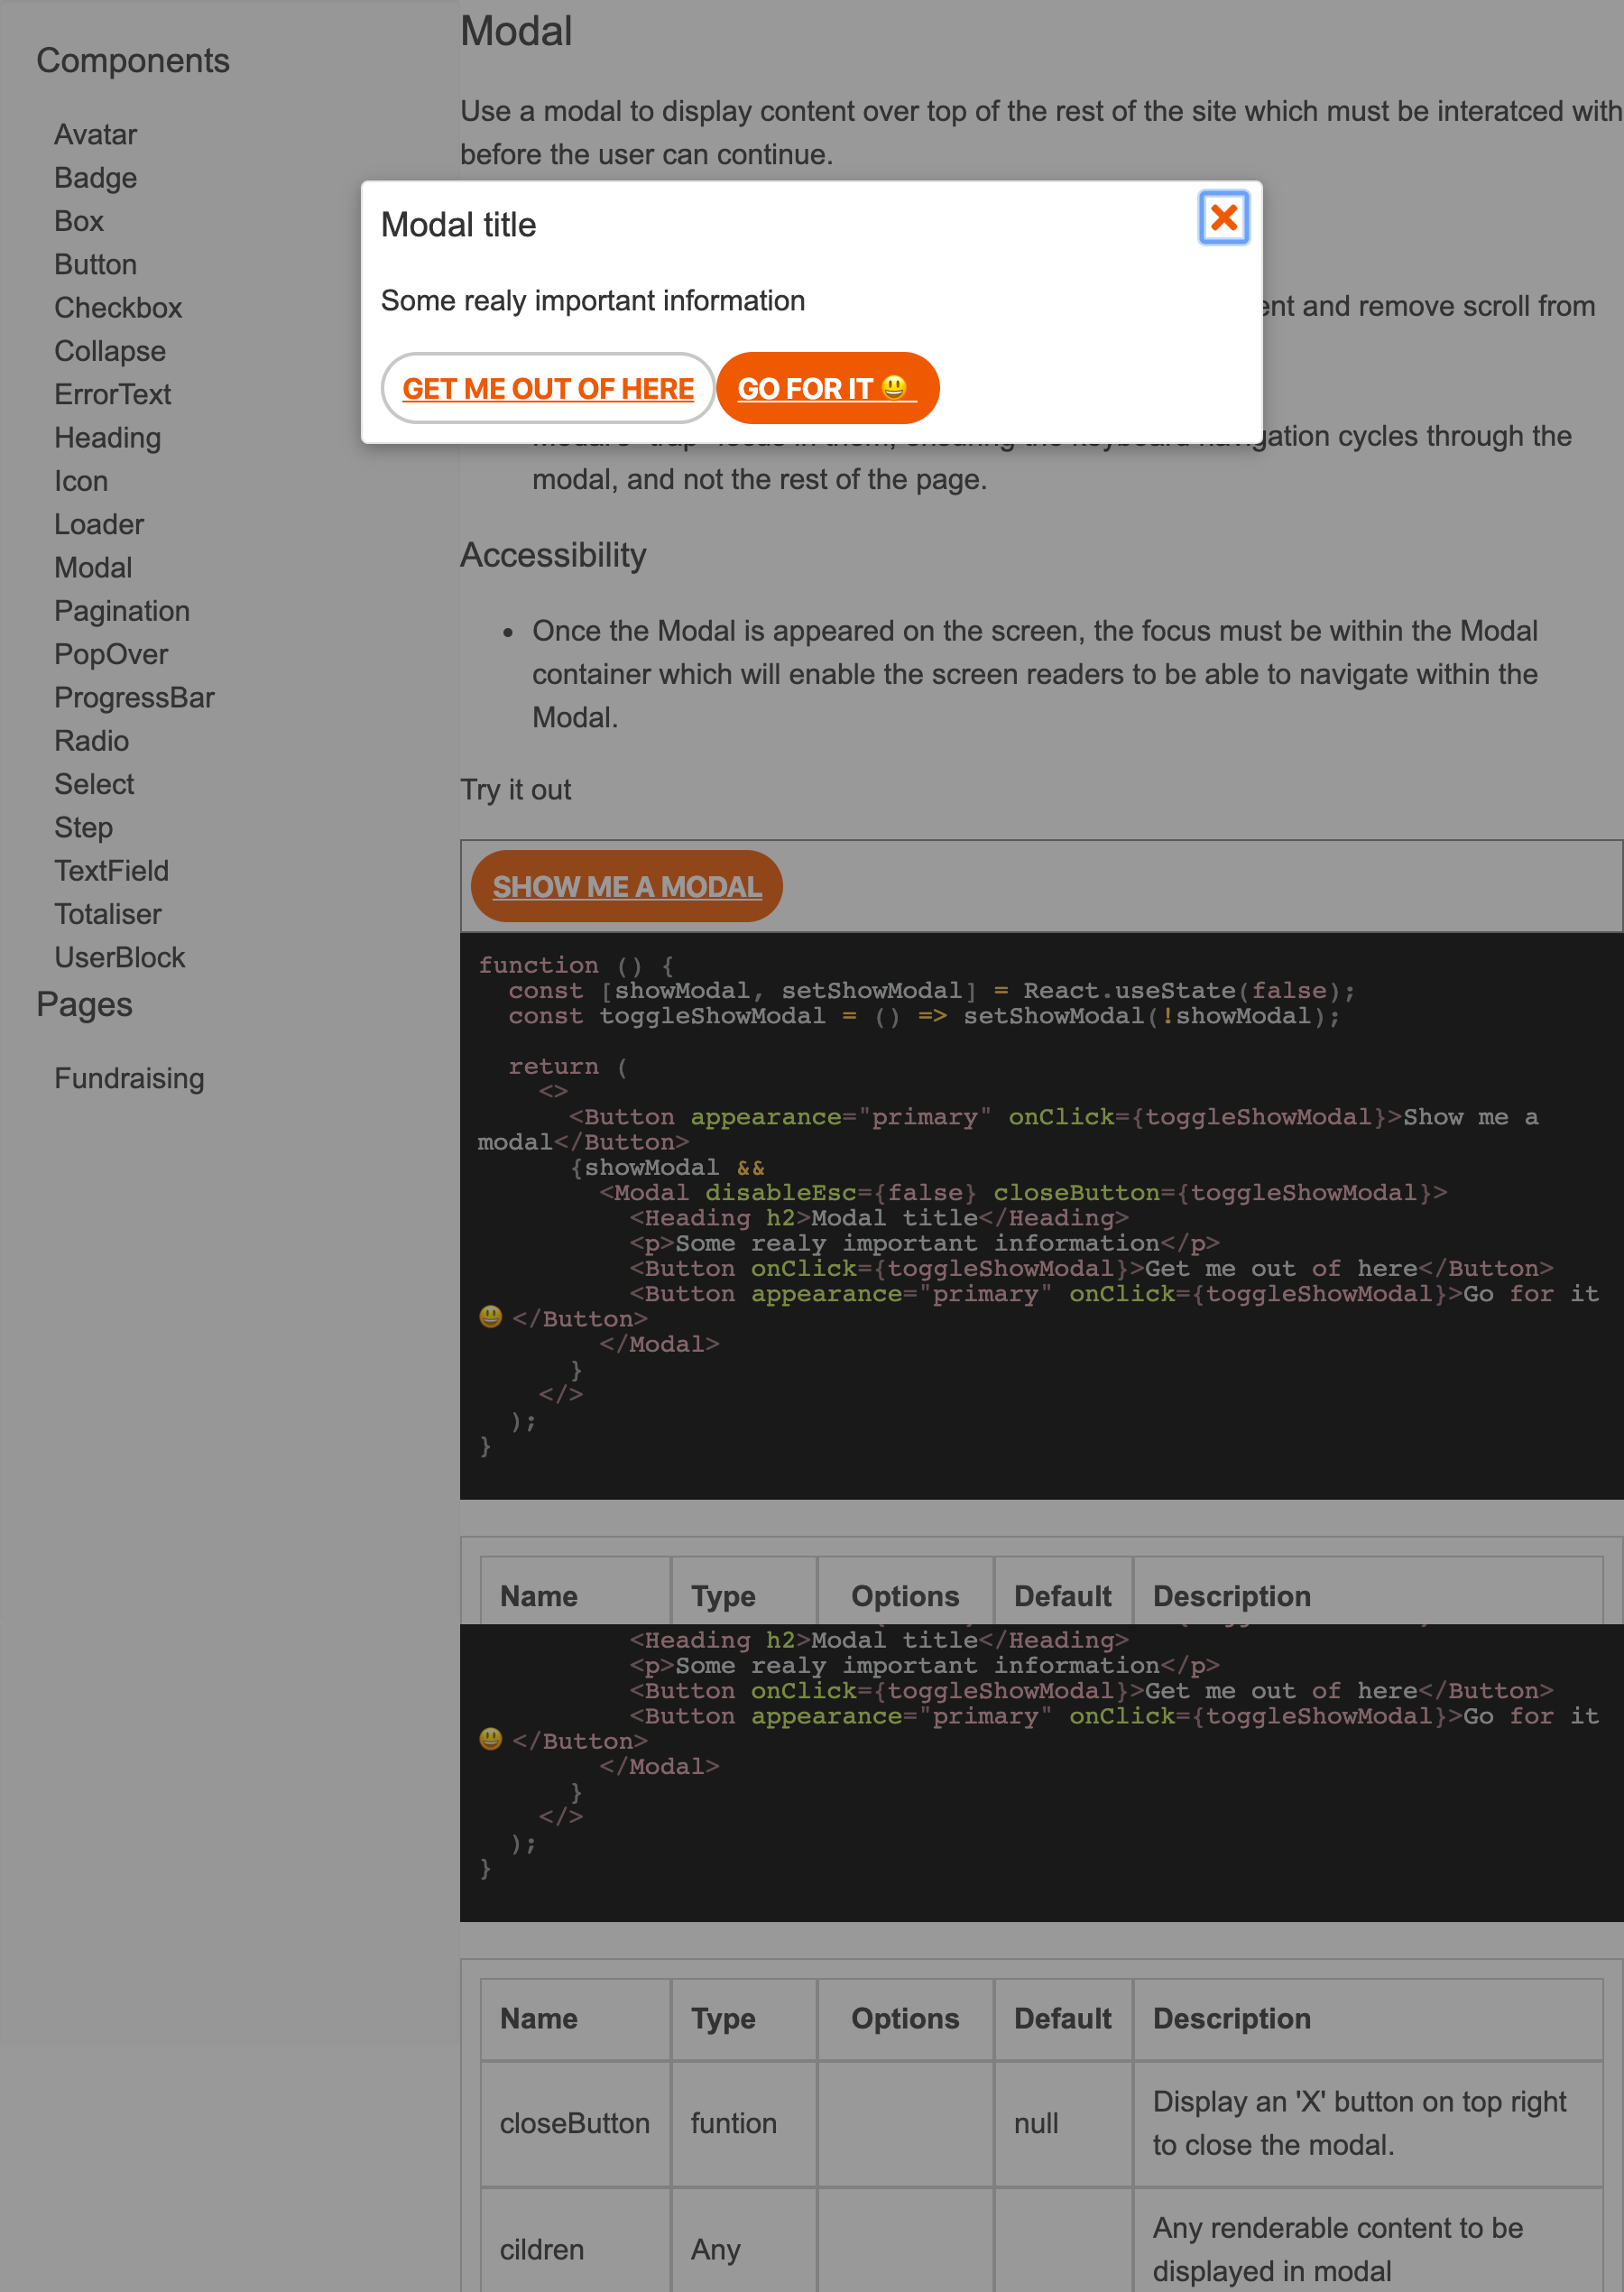 Components
Avatar
Badge
Box
Button
Checkbox
Collapse
ErrorText
Heading
Icon
Loader
Modal
Pagination
PopOver
ProgressBar
Radio
Select
Step
TextField
Totaliser
UserBlock
Pages
Fundraising
Modal
Use a modal to display content over top of the rest of the site which must be interatced with
before the user can continue.
Modal title
Some realy important information
GET ME OUT OF HERE GO FOR IT 😃
and remove scroll from
cycles through the
modal, and not the rest of the page.
Accessibility
• Once the Modal is appeared on the screen, the focus must be within the Modal
container which will enable the screen readers to be able to navigate within the
Modal.
Try it out
SHOW ME A MODAL
function () {
  const [showModal, setShowModal] = React.useState(false);
  const toggleShowModal = () => setShowModal(!showModal);
  return (
    <>
      <Button appearance="primary" onClick={toggleShowModal}>Show me a
modal</Button>
      {showModal &&
        <Modal disableEsc={false} closeButton={toggleShowModal}>
          <Heading h2>Modal title</Heading>
          <p>Some realy important information</p>
          <Button onClick={toggleShowModal}>Get me out of here</Button>
          <Button appearance="primary" onClick={toggleShowModal}>Go for it
😃 </Button>
        </Modal>
      }
    </>
  );
}
Name Type Options Default Description
          <Heading h2>Modal title</Heading>
          <p>Some realy important information</p>
          <Button onClick={toggleShowModal}>Get me out of here</Button>
          <Button appearance="primary" onClick={toggleShowModal}>Go for it
😃 </Button>
        </Modal>
      }
    </>
  );
}
Name Type Options Default Description
closeButton funtion null Display an 'X' button on top right
to close the modal.
cildren Any Any renderable content to be
displayed in modal